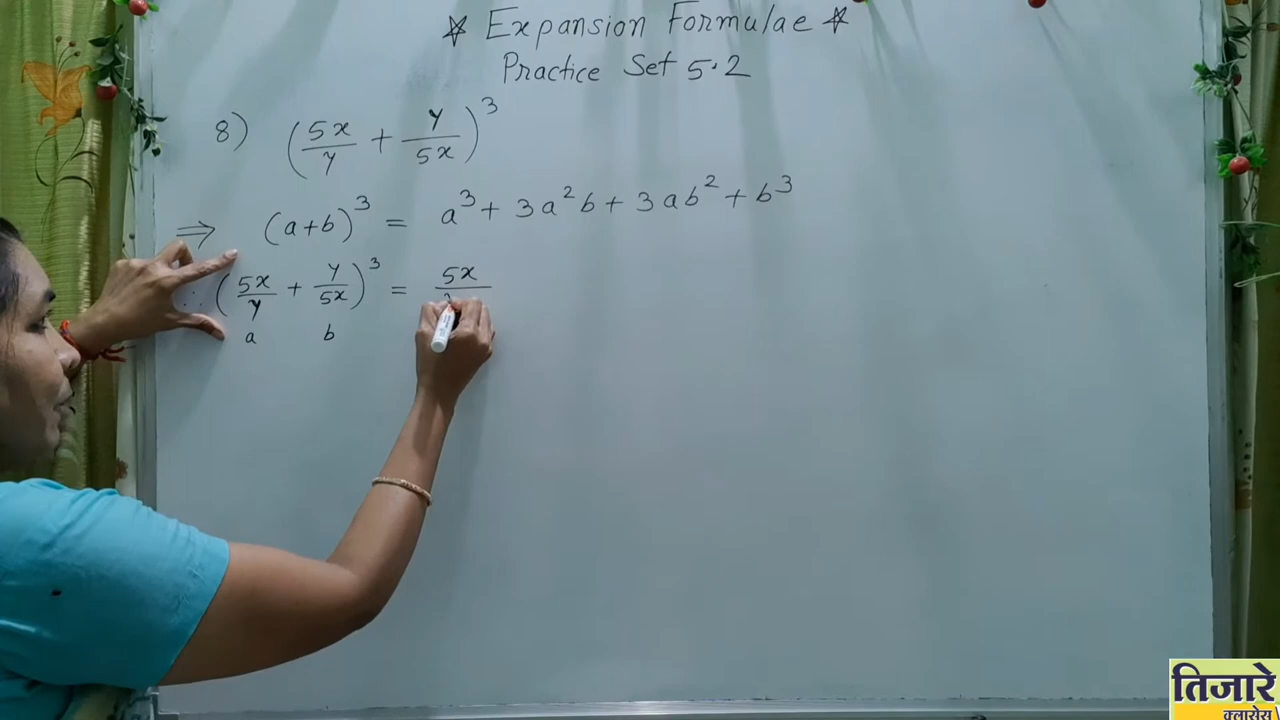 ☆ Expansion Formulae ☆
Practice Set 5.2
8) (5x/y + y/5x)³
⇒ (a+b)³ = a³ + 3a²b + 3ab² + b³
∴ (5x/y + y/5x)³ = 5x
a b
तिजारे
क्लासेस